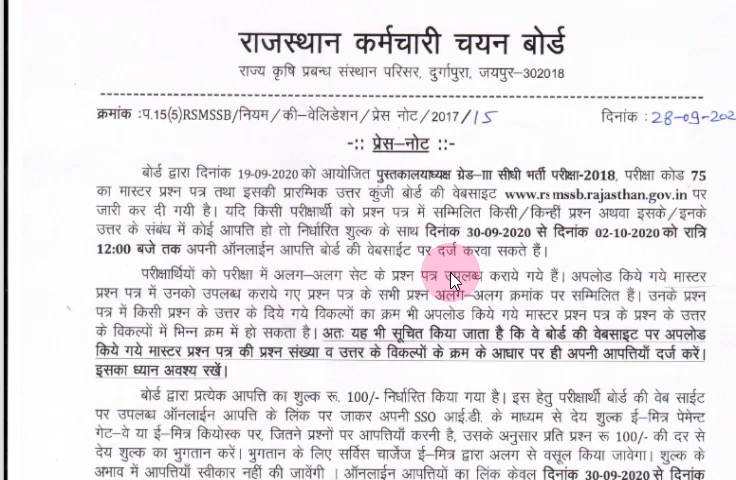 राजस्थान कर्मचारी चयन बोर्ड
राज्य कृषि प्रबन्ध संस्थान परिसर, दुर्गापुरा, जयपुर–302018
क्रमांक :प.15(5)RSMSSB/नियम/की–वेलिडेशन/प्रेस नोट/2017/15 दिनांक : 28-09-202
-:: प्रेस–नोट ::-
बोर्ड द्वारा दिनांक 19-09-2020 को आयोजित पुस्तकालयाध्यक्ष ग्रेड–III सीधी भर्ती परीक्षा-2018, परीक्षा कोड 75
का मास्टर प्रश्न पत्र तथा इसकी प्रारम्भिक उत्तर कुंजी बोर्ड की वेबसाइट www.rsmssb.rajasthan.gov.in पर
जारी कर दी गयी है। यदि किसी परीक्षार्थी को प्रश्न पत्र में सम्मिलित किसी/किन्हीं प्रश्न अथवा इसके/इनके
उत्तर के संबंध में कोई आपत्ति हो तो निर्धारित शुल्क के साथ दिनांक 30-09-2020 से दिनांक 02-10-2020 को रात्रि
12:00 बजे तक अपनी ऑनलाईन आपत्ति बोर्ड की वेबसाईट पर दर्ज करवा सकते हैं।
परीक्षार्थियों को परीक्षा में अलग–अलग सेट के प्रश्न पत्र उपलब्ध कराये गये हैं। अपलोड किये गये मास्टर
प्रश्न पत्र में उनको उपलब्ध कराये गए प्रश्न पत्र के सभी प्रश्न अलग–अलग क्रमांक पर सम्मिलित हैं। उनके प्रश्न
पत्र में किसी प्रश्न के उत्तर के दिये गये विकल्पों का क्रम भी अपलोड किये गये मास्टर प्रश्न पत्र के प्रश्न के उत्तर
के विकल्पों में भिन्न क्रम में हो सकता है। अतः यह भी सूचित किया जाता है कि वे बोर्ड की वेबसाइट पर अपलोड
किये गये मास्टर प्रश्न पत्र की प्रश्न संख्या व उत्तर के विकल्पों के क्रम के आधार पर ही अपनी आपत्तियाँ दर्ज करें।
इसका ध्यान अवश्य रखें।
बोर्ड द्वारा प्रत्येक आपत्ति का शुल्क रू. 100/- निर्धारित किया गया है। इस हेतु परीक्षार्थी बोर्ड की वेब साईट
पर उपलब्ध ऑनलाईन आपत्ति के लिंक पर जाकर अपनी SSO आई.डी. के माध्यम से देय शुल्क ई–मित्र पेमेन्ट
गेट–वे या ई–मित्र कियोस्क पर, जितने प्रश्नों पर आपत्तियाँ करनी है, उसके अनुसार प्रति प्रश्न रू 100/- की दर से
देय शुल्क का भुगतान करें। भुगतान के लिए सर्विस चार्जेज ई–मित्र द्वारा अलग से वसूल किया जावेगा। शुल्क के
अभाव में आपत्तियाँ स्वीकार नहीं की जावेंगी । ऑनलाईन आपत्तियों का लिंक केवल दिनांक 30-09-2020 से दिनांक